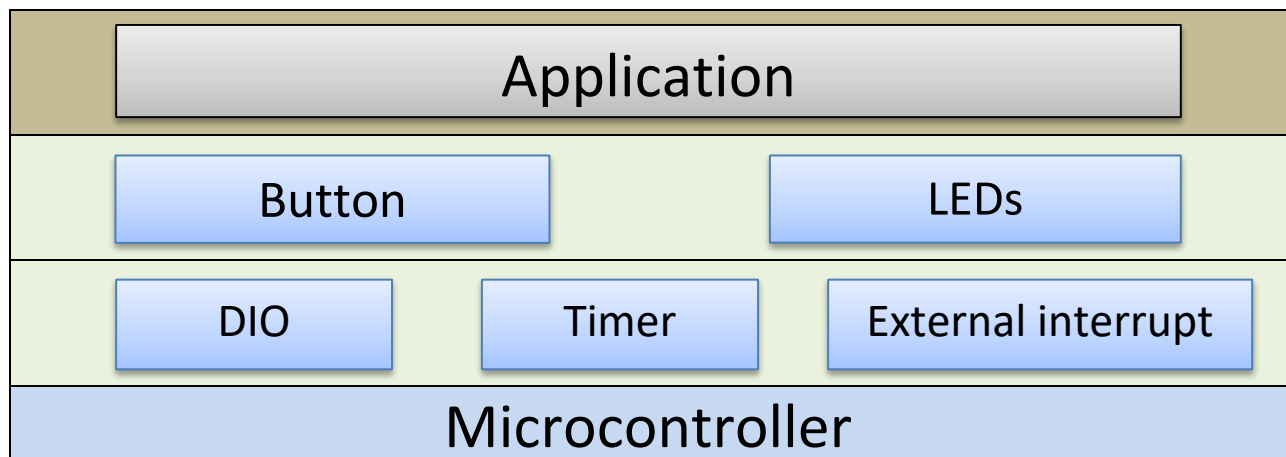 Application
Button
LEDs
DIO
Timer
External interrupt
Microcontroller